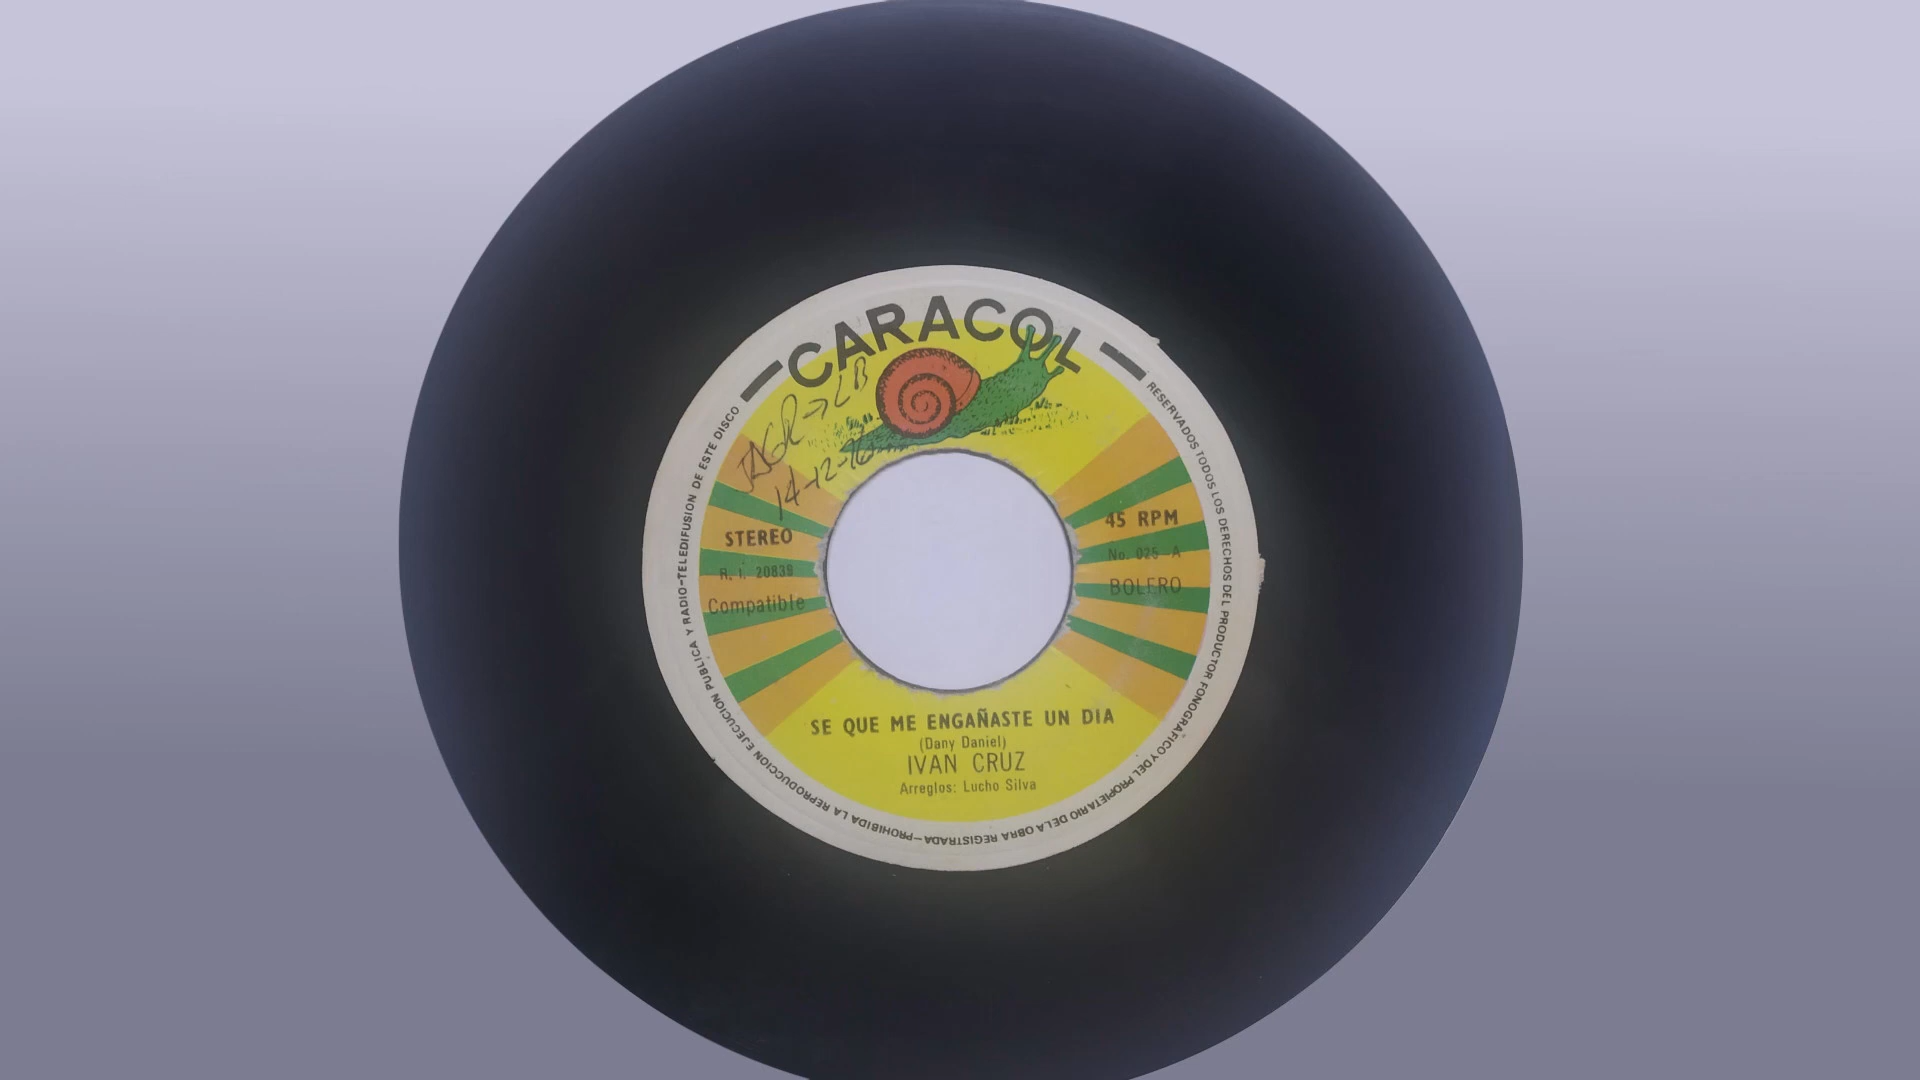 CARACOL
14-12-76
STEREO
R. I. 20839
Compatible
45 RPM
No. 025-A
BOLERO
SE QUE ME ENGAÑASTE UN DIA
(Dany Daniel)
IVAN CRUZ
Arreglos: Lucho Silva
RESERVADOS TODOS LOS DERECHOS DEL PRODUCTOR FONOGRAFICO Y DEL PROPIETARIO DE LA OBRA REGISTRADA-PROHIBIDA LA REPRODUCCION EJECUCION PUBLICA Y RADIO-TELEDIFUSION DE ESTE DISCO